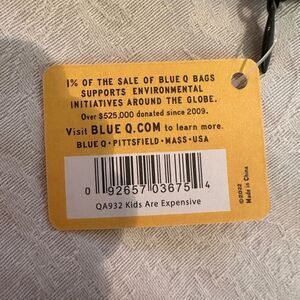 1% OF THE SALE OF BLUE Q BAGS
SUPPORTS ENVIRONMENTAL
INITIATIVES AROUND THE GLOBE.
Over $525,000 donated since 2009.
Visit BLUE Q.COM to learn more.
BLUE Q • PITTSFIELD • MASS • USA
0 92657 03675 4
QA932 Kids Are Expensive
©2022
Made in China